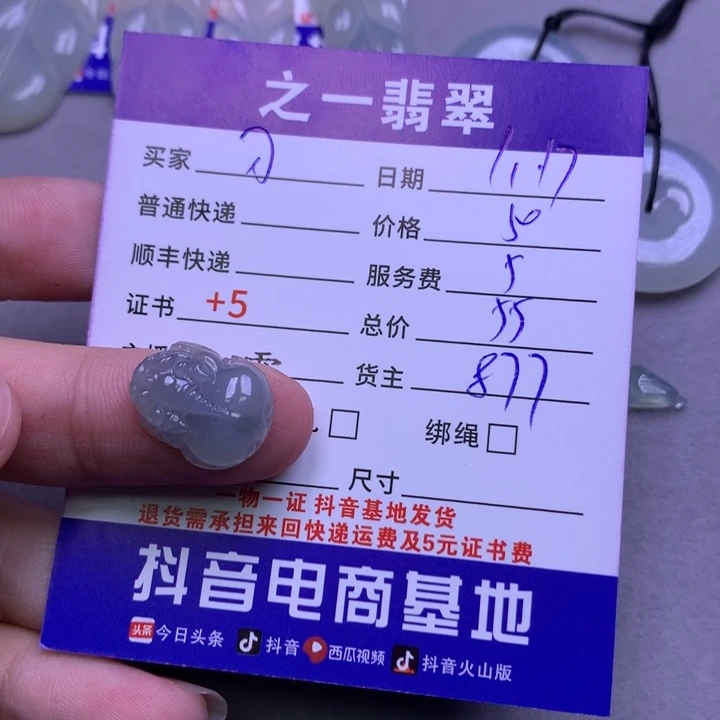 之一翡翠
买家 日期 11.17
普通快递 价格 50
顺丰快递 服务费 5
证书 +5 总价 55
货主 877
绑绳
尺寸
一物一证 抖音基地发货
退货需承担来回快递运费及5元证书费
抖音电商基地
头条 今日头条 抖音 西瓜视频 抖音火山版